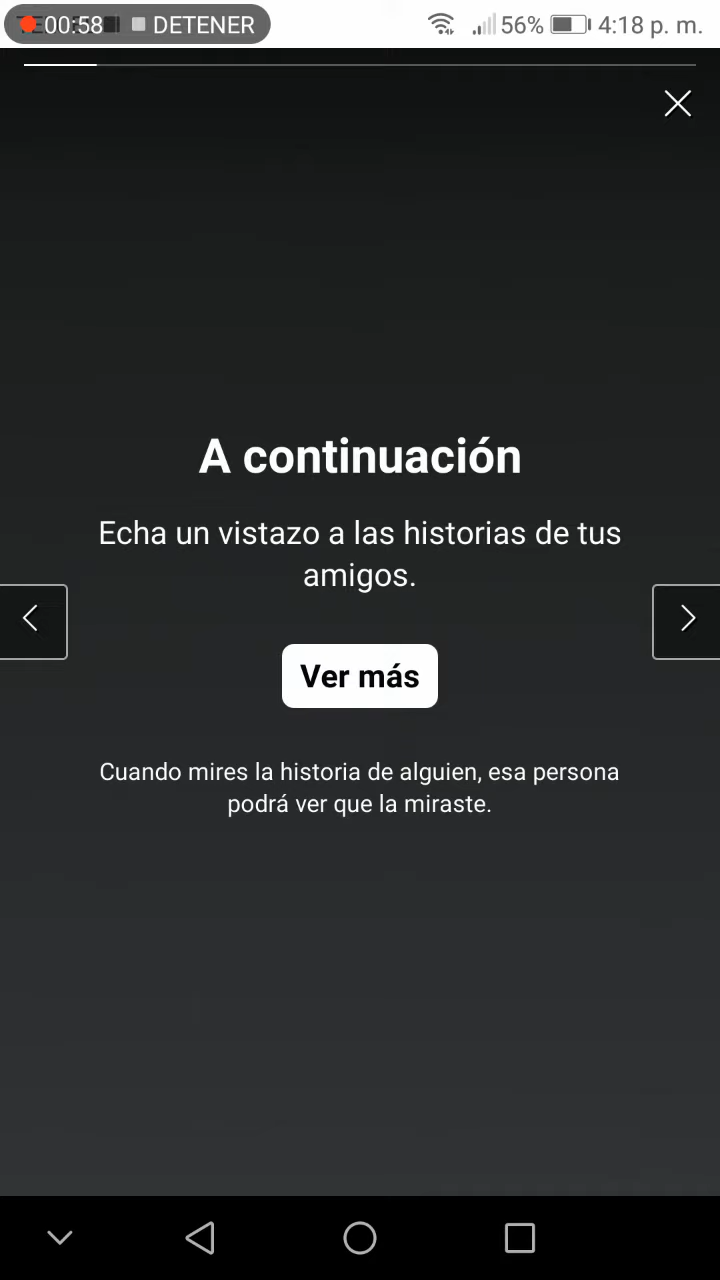 00:58 DETENER 56% 4:18 p. m.
A continuación
Echa un vistazo a las historias de tus
amigos.
Ver más
Cuando mires la historia de alguien, esa persona
podrá ver que la miraste.